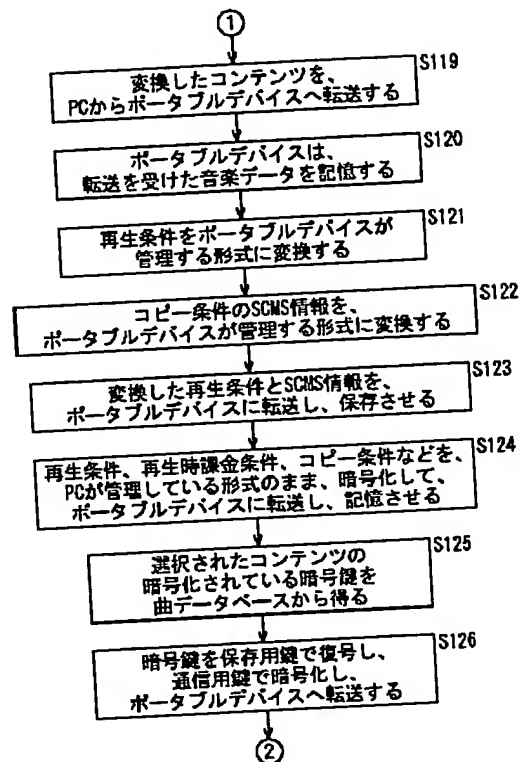 ①
S119
変換したコンテンツを、
PCからポータブルデバイスへ転送する
S120
ポータブルデバイスは、
転送を受けた音楽データを記憶する
S121
再生条件をポータブルデバイスが
管理する形式に変換する
S122
コピー条件のSCMS情報を、
ポータブルデバイスが管理する形式に変換する
S123
変換した再生条件とSCMS情報を、
ポータブルデバイスに転送し、保存させる
S124
再生条件、再生時課金条件、コピー条件などを、
PCが管理している形式のまま、暗号化して、
ポータブルデバイスに転送し、記憶させる
S125
選択されたコンテンツの
暗号化されている暗号鍵を
曲データベースから得る
S126
暗号鍵を保存用鍵で復号し、
通信用鍵で暗号化し、
ポータブルデバイスへ転送する
②